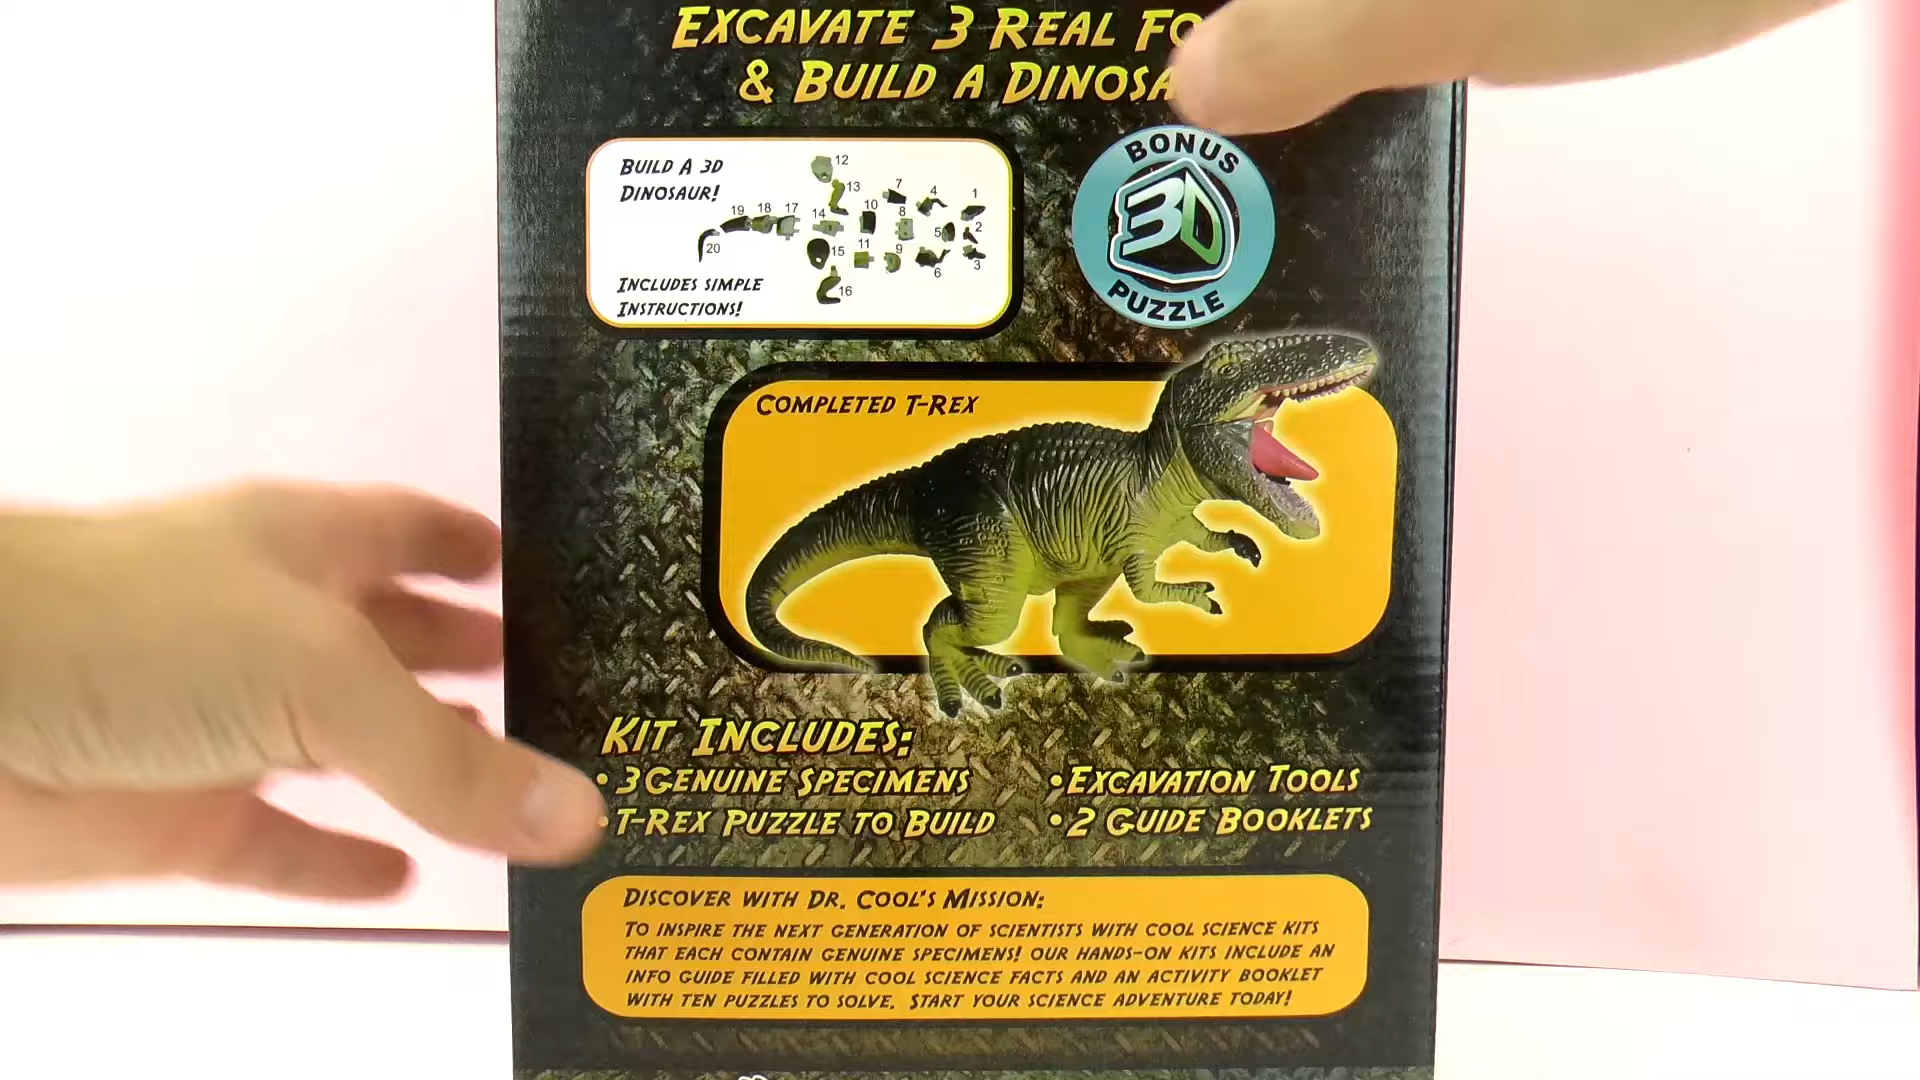 EXCAVATE 3 REAL
& BUILD A
BUILD A 3D
DINOSAUR!
12
13
7
4
1
19 18 17 14 10 8
5 2
20
15 11 9
6 3
16
INCLUDES SIMPLE
INSTRUCTIONS!
BONUS
3D
PUZZLE
COMPLETED T-REX
KIT INCLUDES:
• 3 GENUINE SPECIMENS
• T-REX PUZZLE TO BUILD
• EXCAVATION TOOLS
• 2 GUIDE BOOKLETS
DISCOVER WITH DR. COOL'S MISSION:
TO INSPIRE THE NEXT GENERATION OF SCIENTISTS WITH COOL SCIENCE KITS
THAT EACH CONTAIN GENUINE SPECIMENS! OUR HANDS-ON KITS INCLUDE AN
INFO GUIDE FILLED WITH COOL SCIENCE FACTS AND AN ACTIVITY BOOKLET
WITH TEN PUZZLES TO SOLVE. START YOUR SCIENCE ADVENTURE TODAY!